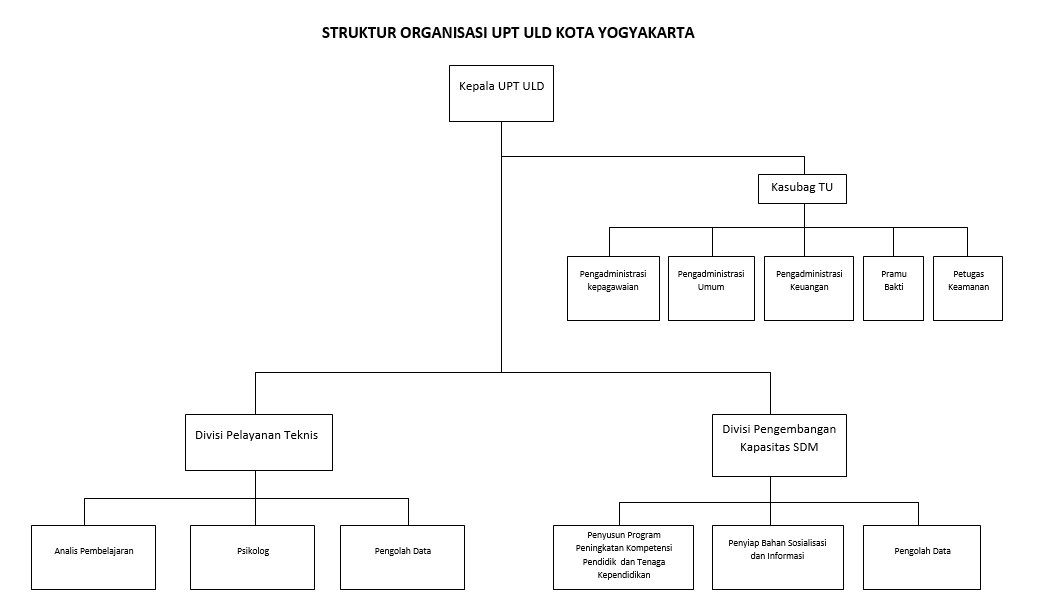 STRUKTUR ORGANISASI UPT ULD KOTA YOGYAKARTA
Kepala UPT ULD
Kasubag TU
Pengadministrasi
kepagawaian
Pengadministrasi
Umum
Pengadministrasi
Keuangan
Pramu
Bakti
Petugas
Keamanan
Divisi Pelayanan Teknis
Divisi Pengembangan
Kapasitas SDM
Analis Pembelajaran
Psikolog
Pengolah Data
Penyusun Program
Peningkatan Kompetensi
Pendidik dan Tenaga
Kependidikan
Penyiap Bahan Sosialisasi
dan Informasi
Pengolah Data